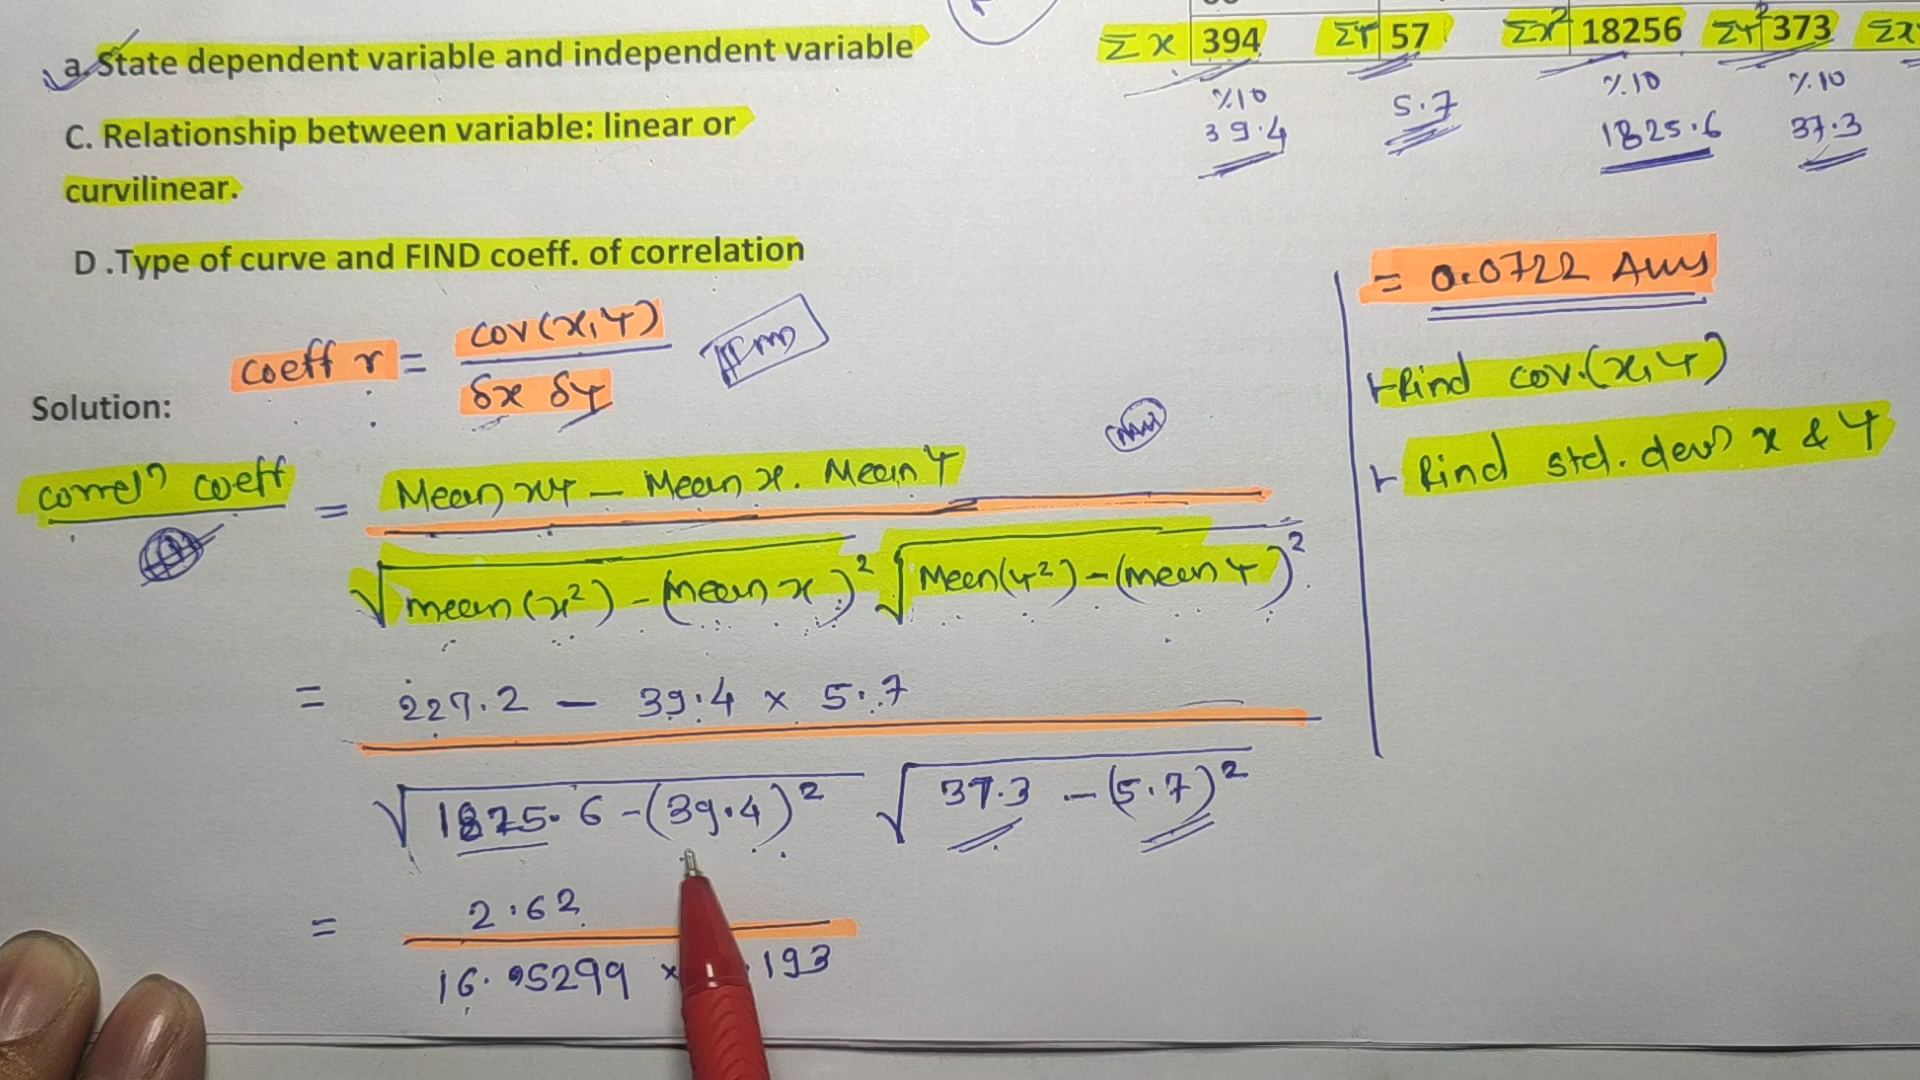 a. State dependent variable and independent variable
Σx 394 ΣY 57 Σx² 18256 ΣY² 373 Σx
%10 5.7 %10 %10
39.4 1825.6 37.3
C. Relationship between variable: linear or
curvilinear.
D .Type of curve and FIND coeff. of correlation
coeff r = cov(x,Y)
δx δy
Solution:
correlⁿ coeff = Mean xy - Mean x. Mean Y
√mean(x²) - (mean x)² √Mean(Y²) - (mean Y)²
= 227.2 - 39.4 × 5.7
√1825.6 - (39.4)² √37.3 - (5.7)²
= 2.62
16.95299 × .193
= 0.0722 Ans
Find cov.(x,Y)
Find std. devⁿ x & Y